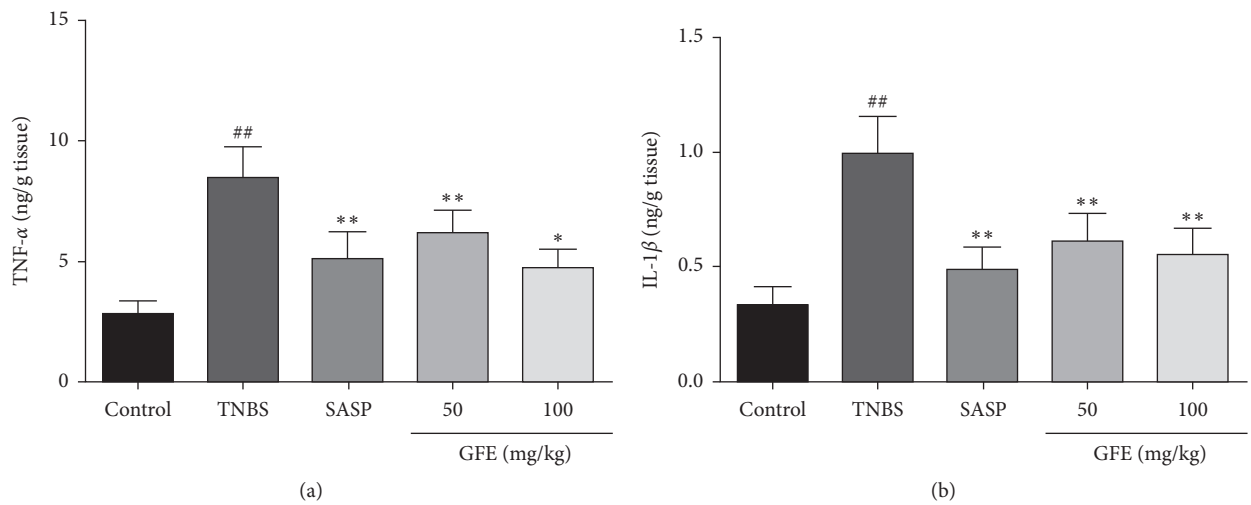 15
10
5
0
TNF-α (ng/g tissue)
##
**
**
*
Control TNBS SASP 50 100
GFE (mg/kg)
(a)
1.5
1.0
0.5
0.0
IL-1β (ng/g tissue)
##
**
**
**
Control TNBS SASP 50 100
GFE (mg/kg)
(b)